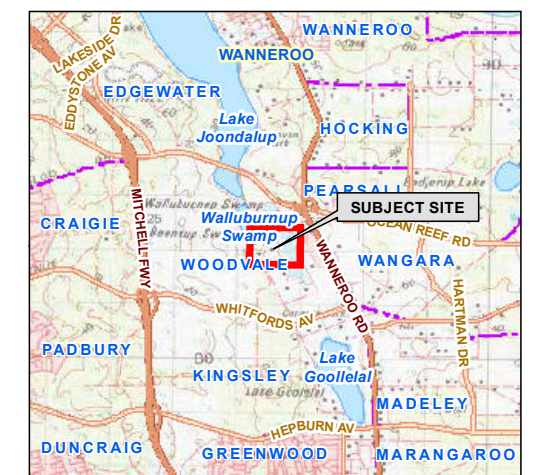 WANNEROO
WANNEROO
LAKESIDE DR
EDDYSTONE AV
EDGEWATER
Lake
Joondalup
HOCKING
PEARSALL
SUBJECT SITE
OCEAN REEF RD
Walluburnup
Swamp
CRAIGIE
MITCHELL FWY
WOODVALE
WANNEROO RD
WANGARA
HARTMAN DR
WHITFORDS AV
PADBURY
Lake
Goollelal
KINGSLEY
MADELEY
HEPBURN AV
DUNCRAIG
GREENWOOD
MARANGAROO